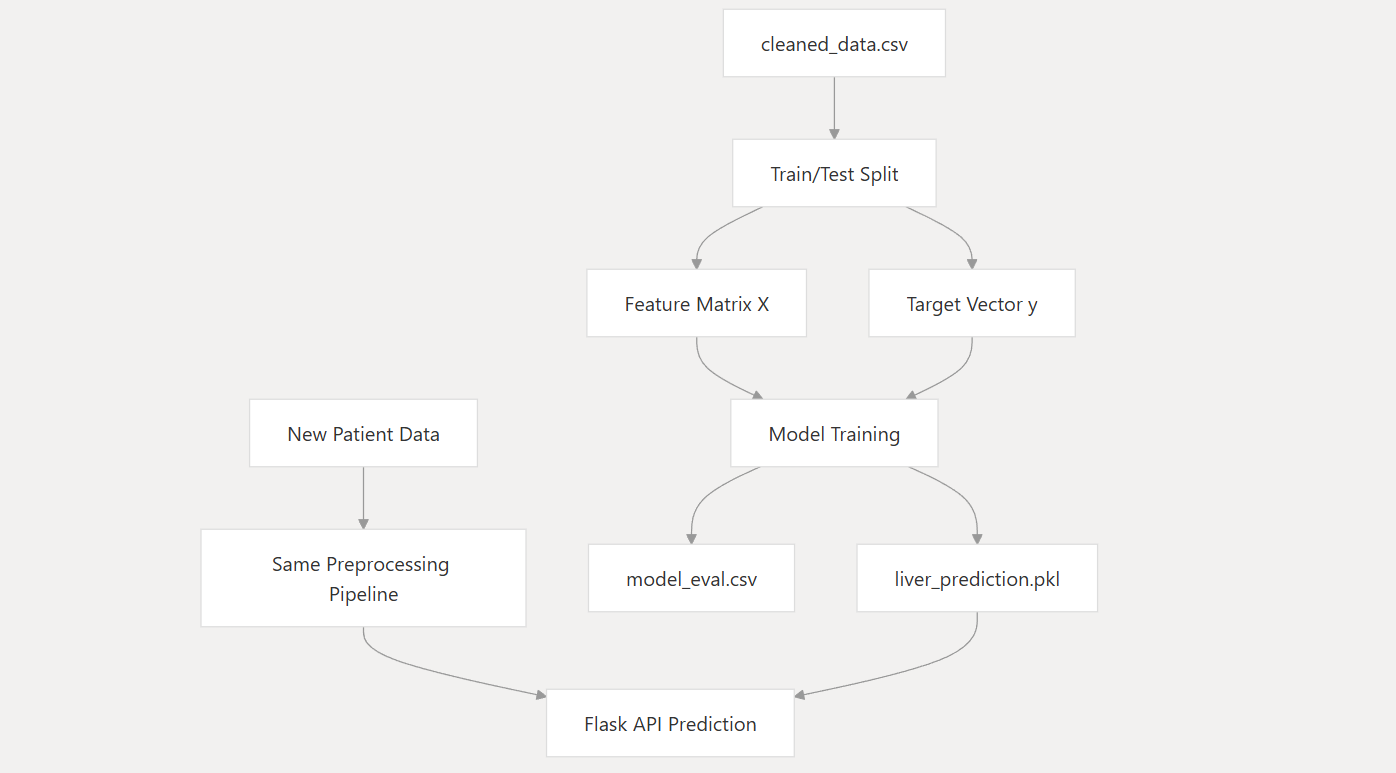 cleaned_data.csv
Train/Test Split
Feature Matrix X
Target Vector y
New Patient Data
Model Training
Same Preprocessing
Pipeline
model_eval.csv
liver_prediction.pkl
Flask API Prediction